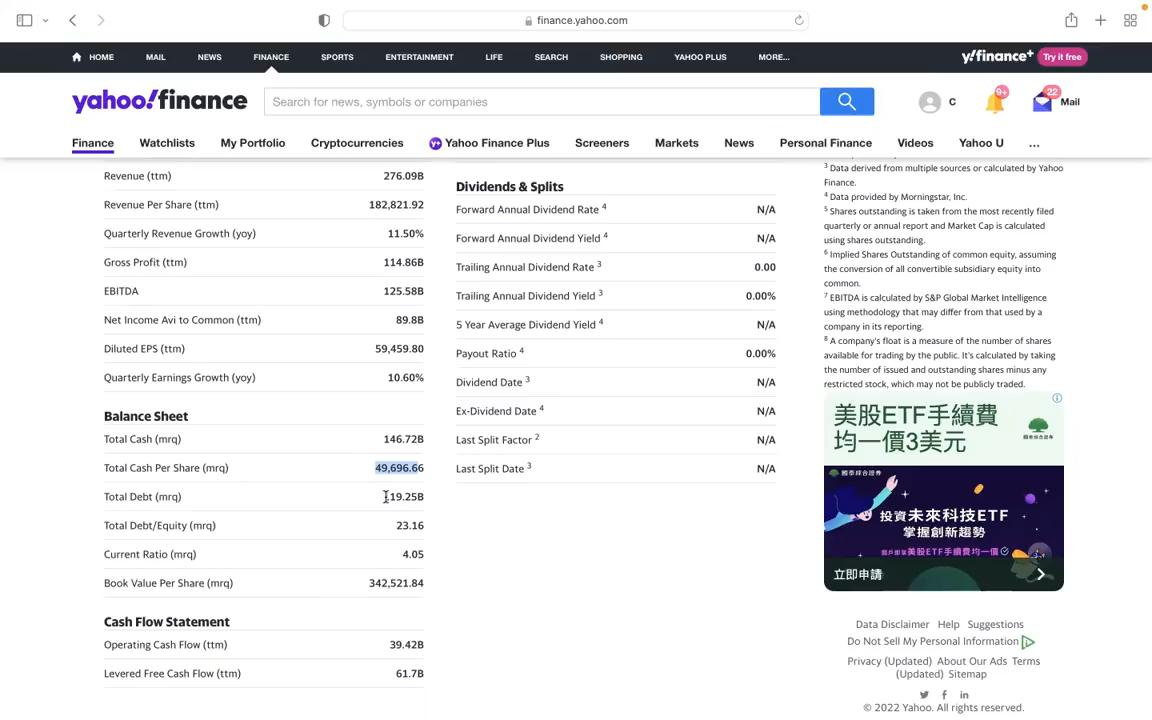 finance.yahoo.com
HOME MAIL NEWS FINANCE SPORTS ENTERTAINMENT LIFE SEARCH SHOPPING YAHOO PLUS MORE...
y!finance+ Try it free
yahoo!finance
Search for news, symbols or companies
C 9+ 22 Mail
Finance Watchlists My Portfolio Cryptocurrencies Y+ Yahoo Finance Plus Screeners Markets News Personal Finance Videos Yahoo U ...
Revenue (ttm) 276.09B
Revenue Per Share (ttm) 182,821.92
Quarterly Revenue Growth (yoy) 11.50%
Gross Profit (ttm) 114.86B
EBITDA 125.58B
Net Income Avi to Common (ttm) 89.8B
Diluted EPS (ttm) 59,459.80
Quarterly Earnings Growth (yoy) 10.60%
Balance Sheet
Total Cash (mrq) 146.72B
Total Cash Per Share (mrq) 49,696.66
Total Debt (mrq) 119.25B
Total Debt/Equity (mrq) 23.16
Current Ratio (mrq) 4.05
Book Value Per Share (mrq) 342,521.84
Cash Flow Statement
Operating Cash Flow (ttm) 39.42B
Levered Free Cash Flow (ttm) 61.7B
Dividends & Splits
Forward Annual Dividend Rate 4 N/A
Forward Annual Dividend Yield 4 N/A
Trailing Annual Dividend Rate 3 0.00
Trailing Annual Dividend Yield 3 0.00%
5 Year Average Dividend Yield 4 N/A
Payout Ratio 4 0.00%
Dividend Date 3 N/A
Ex-Dividend Date 4 N/A
Last Split Factor 2 N/A
Last Split Date 3 N/A
3 Data derived from multiple sources or calculated by Yahoo
Finance.
4 Data provided by Morningstar, Inc.
5 Shares outstanding is taken from the most recently filed
quarterly or annual report and Market Cap is calculated
using shares outstanding.
6 Implied Shares Outstanding of common equity, assuming
the conversion of all convertible subsidiary equity into
common.
7 EBITDA is calculated by S&P Global Market Intelligence
using methodology that may differ from that used by a
company in its reporting.
8 A company's float is a measure of the number of shares
available for trading by the public. It's calculated by taking
the number of issued and outstanding shares minus any
restricted stock, which may not be publicly traded.
美股ETF手續費
均一價3美元
國泰綜合證券
投資未來科技ETF
掌握創新趨勢
立即申請
Data Disclaimer Help Suggestions
Do Not Sell My Personal Information
Privacy (Updated) About Our Ads Terms
(Updated) Sitemap
© 2022 Yahoo. All rights reserved.